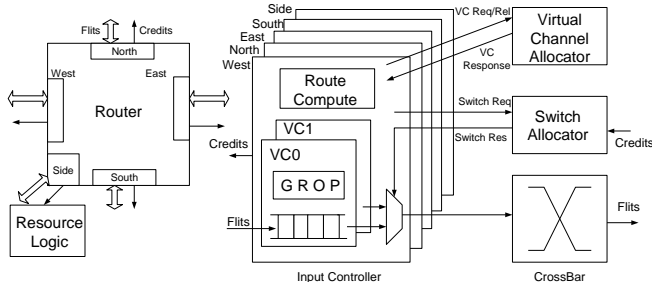 Flits
Credits
North
West
East
Router
Side
South
Resource
Logic
Side
South
East
North
West
Route
Compute
VC1
VC0
G R O P
Credits
Flits
Input Controller
VC Req/Rel
VC
Response
Virtual
Channel
Allocator
Switch Req
Switch Res
Switch
Allocator
Credits
Flits
CrossBar